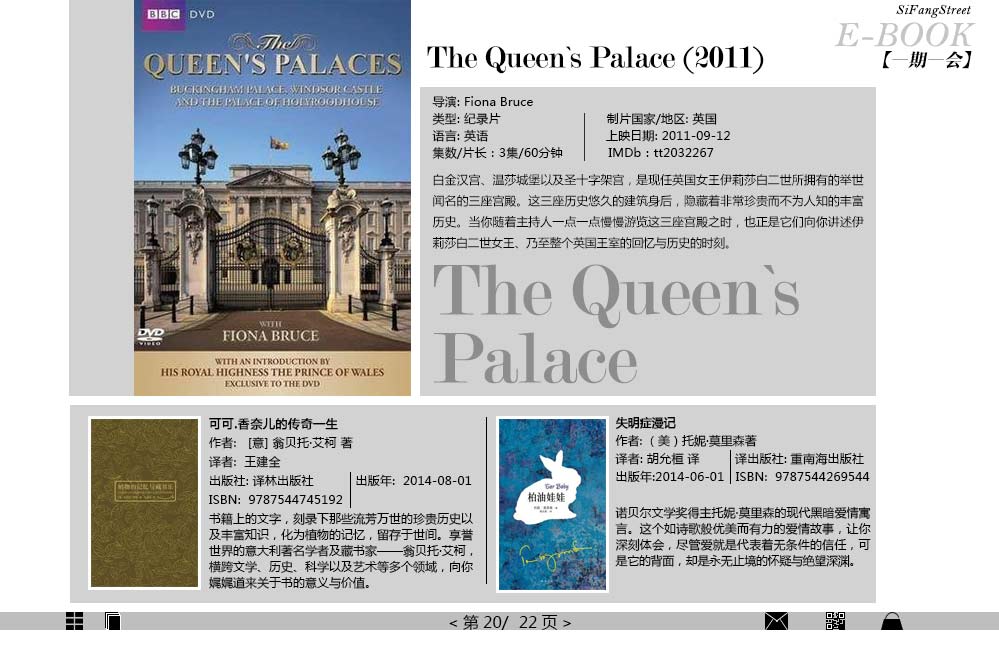 SiFangStreet
E-BOOK
【一期一会】
BBC DVD
The
QUEEN'S PALACES
BUCKINGHAM PALACE, WINDSOR CASTLE
AND THE PALACE OF HOLYROODHOUSE
WITH
FIONA BRUCE
DVD
VIDEO
WITH AN INTRODUCTION BY
HIS ROYAL HIGHNESS THE PRINCE OF WALES
EXCLUSIVE TO THE DVD
The Queen`s Palace (2011)
导演: Fiona Bruce
类型: 纪录片
语言: 英语
集数/片长：3集/60分钟
制片国家/地区: 英国
上映日期: 2011-09-12
IMDb：tt2032267
白金汉宫、温莎城堡以及圣十字架宫，是现任英国女王伊莉莎白二世所拥有的举世
闻名的三座宫殿。这三座历史悠久的建筑身后，隐藏着非常珍贵而不为人知的丰富
历史。当你随着主持人一点一点慢慢游览这三座宫殿之时，也正是它们向你讲述伊
莉莎白二世女王、乃至整个英国王室的回忆与历史的时刻。
The Queen`s
Palace
植物的记忆与藏书乐
可可.香奈儿的传奇一生
作者: [意] 翁贝托·艾柯 著
译者: 王建全
出版社: 译林出版社
出版年: 2014-08-01
ISBN: 9787544745192
书籍上的文字，刻录下那些流芳万世的珍贵历史以
及丰富知识，化为植物的记忆，留存于世间。享誉
世界的意大利著名学者及藏书家——翁贝托·艾柯，
横跨文学、历史、科学以及艺术等多个领域，向你
娓娓道来关于书的意义与价值。
Tar Baby
柏油娃娃
失明症漫记
作者:（美）托妮·莫里森著
译者: 胡允桓 译
译出版社: 重南海出版社
出版年:2014-06-01
ISBN: 9787544269544
诺贝尔文学奖得主托妮·莫里森的现代黑暗爱情寓
言。这个如诗歌般优美而有力的爱情故事，让你
深刻体会，尽管爱就是代表着无条件的信任，可
是它的背面，却是永无止境的怀疑与绝望深渊。
< 第 20/ 22 页 >